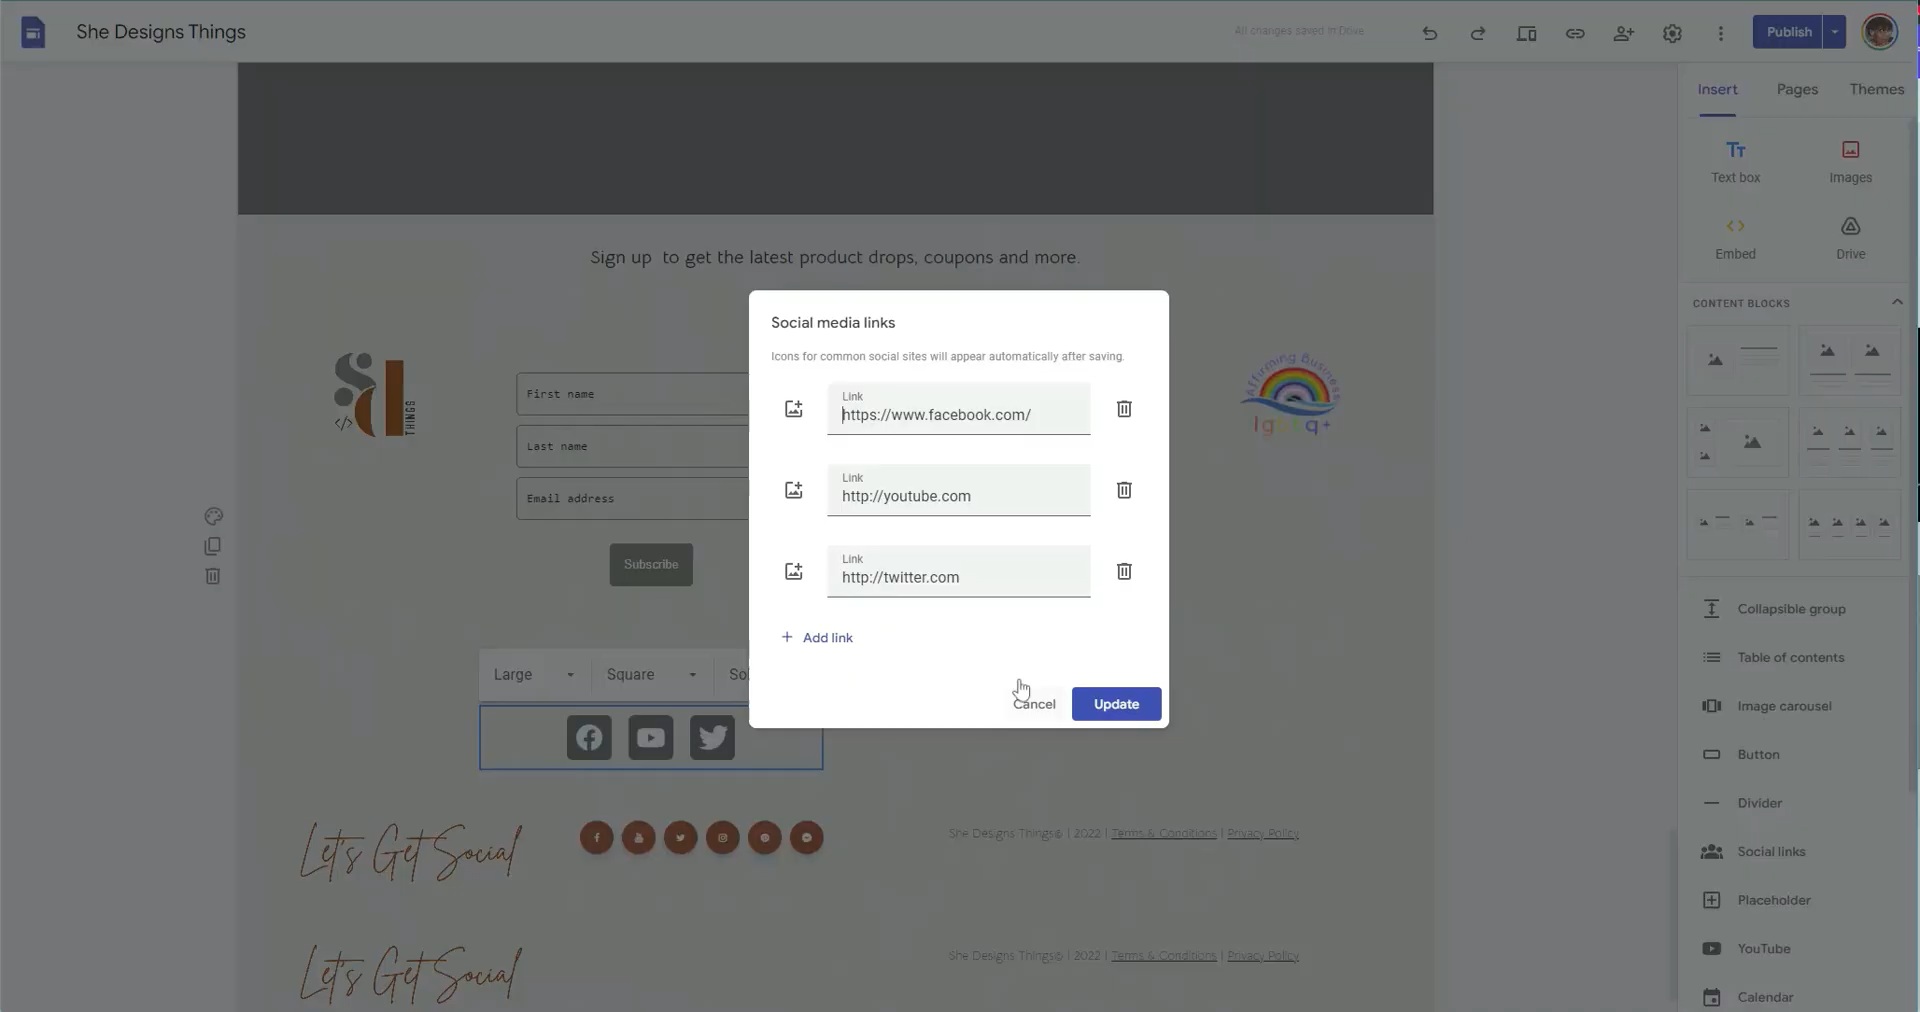 She Designs Things
All changes saved in Drive
Publish
Insert
Pages
Themes
Text box
Images
Embed
Drive
CONTENT BLOCKS
Sign up to get the latest product drops, coupons and more.
Social media links
Icons for common social sites will appear automatically after saving.
Link
https://www.facebook.com/
Link
http://youtube.com
Link
http://twitter.com
+ Add link
Cancel
Update
THINGS
First name
Last name
Email address
Subscribe
Affirming Business
lgbtq+
Large
Square
Let's Get Social
She Designs Things® | 2022 | Terms & Conditions | Privacy Policy
Let's Get Social
She Designs Things® | 2022 | Terms & Conditions | Privacy Policy
Collapsible group
Table of contents
Image carousel
Button
Divider
Social links
Placeholder
YouTube
Calendar